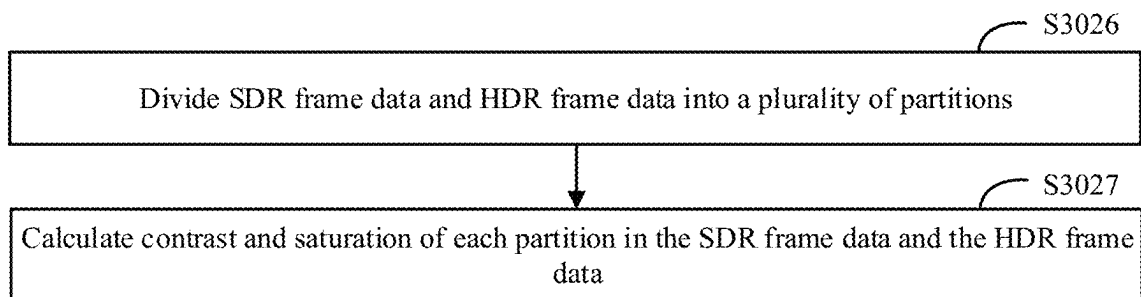 S3026
Divide SDR frame data and HDR frame data into a plurality of partitions
S3027
Calculate contrast and saturation of each partition in the SDR frame data and the HDR frame
data